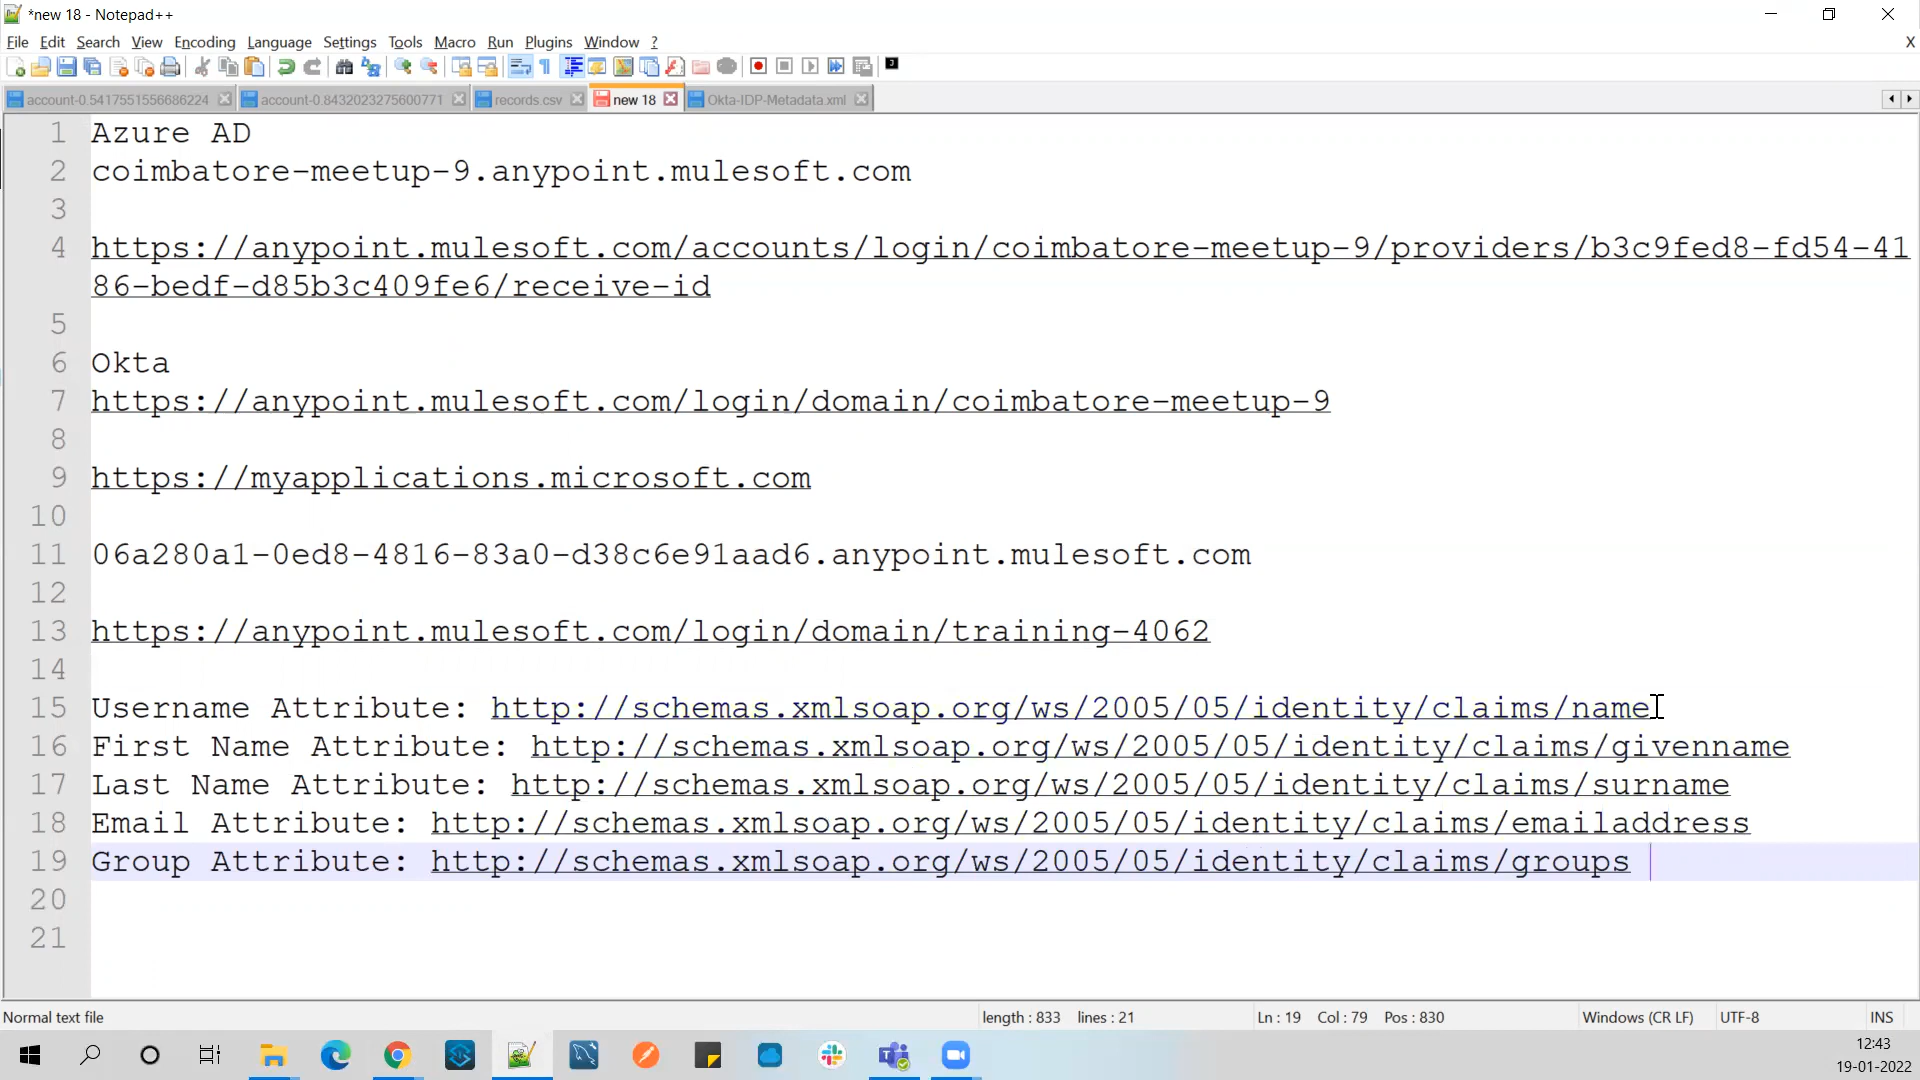 *new 18 - Notepad++
File Edit Search View Encoding Language Settings Tools Macro Run Plugins Window ? X
account-0.5417551556686224 account-0.8432023275600771 records.csv new 18 Okta-IDP-Metadata.xml
1 Azure AD
2 coimbatore-meetup-9.anypoint.mulesoft.com
3
4 https://anypoint.mulesoft.com/accounts/login/coimbatore-meetup-9/providers/b3c9fed8-fd54-41
86-bedf-d85b3c409fe6/receive-id
5
6 Okta
7 https://anypoint.mulesoft.com/login/domain/coimbatore-meetup-9
8
9 https://myapplications.microsoft.com
10
11 06a280a1-0ed8-4816-83a0-d38c6e91aad6.anypoint.mulesoft.com
12
13 https://anypoint.mulesoft.com/login/domain/training-4062
14
15 Username Attribute: http://schemas.xmlsoap.org/ws/2005/05/identity/claims/name
16 First Name Attribute: http://schemas.xmlsoap.org/ws/2005/05/identity/claims/givenname
17 Last Name Attribute: http://schemas.xmlsoap.org/ws/2005/05/identity/claims/surname
18 Email Attribute: http://schemas.xmlsoap.org/ws/2005/05/identity/claims/emailaddress
19 Group Attribute: http://schemas.xmlsoap.org/ws/2005/05/identity/claims/groups
20
21
Normal text file length : 833 lines : 21 Ln : 19 Col : 79 Pos : 830 Windows (CR LF) UTF-8 INS
12:43
19-01-2022